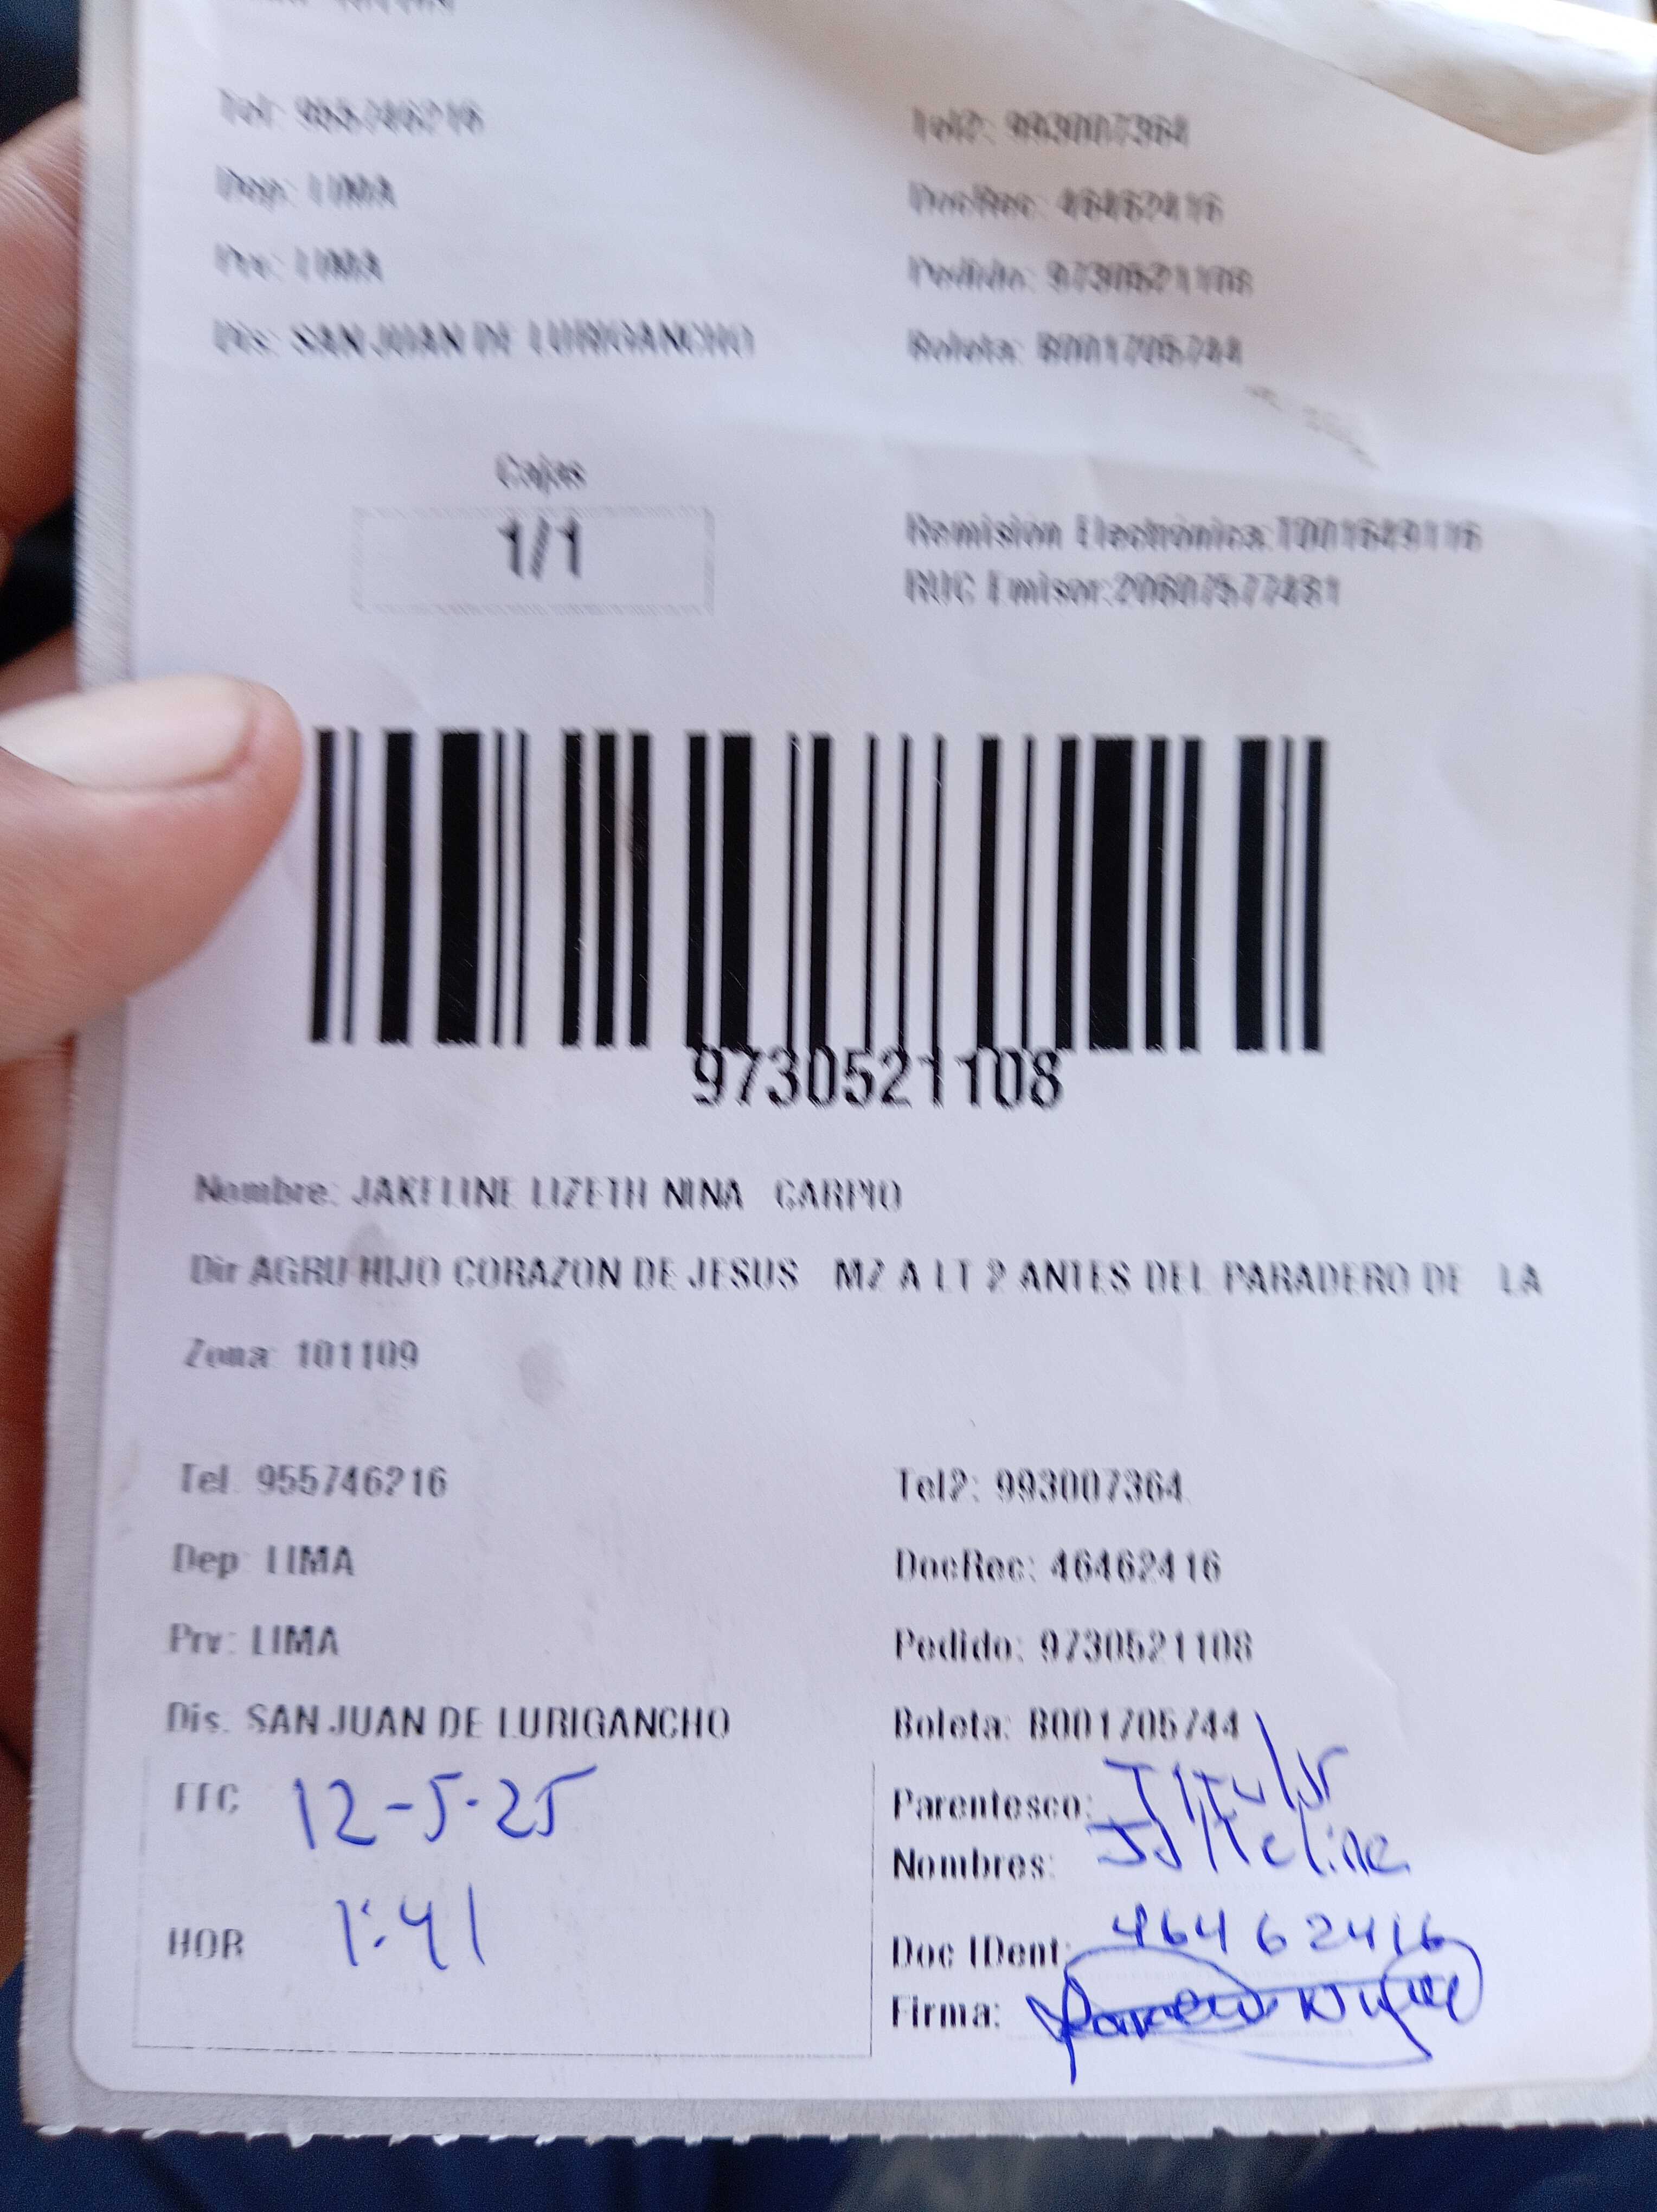 Tel: 955746216 Tel2: 993007364
Dep: LIMA DocRec: 46462416
Prv: LIMA Pedido: 9730521108
Dis: SAN JUAN DE LURIGANCHO Boleta: B001705744
Cajas
1/1
Remisión Electrónica:T001649116
RUC Emisor:20607577481
9730521108
Nombre: JAKELINE LIZETH NINA CARPIO
Dir AGRU HIJO CORAZON DE JESUS MZ A LT 2 ANTES DEL PARADERO DE LA
Zona: 101109
Tel: 955746216 Tel2: 993007364
Dep: LIMA DocRec: 46462416
Prv: LIMA Pedido: 9730521108
Dis: SAN JUAN DE LURIGANCHO Boleta: B001705744
FEC 12-5-25 Parentesco: Titular
Nombres: Jakeline
HOR 1:41 Doc IDent: 46462416
Firma: